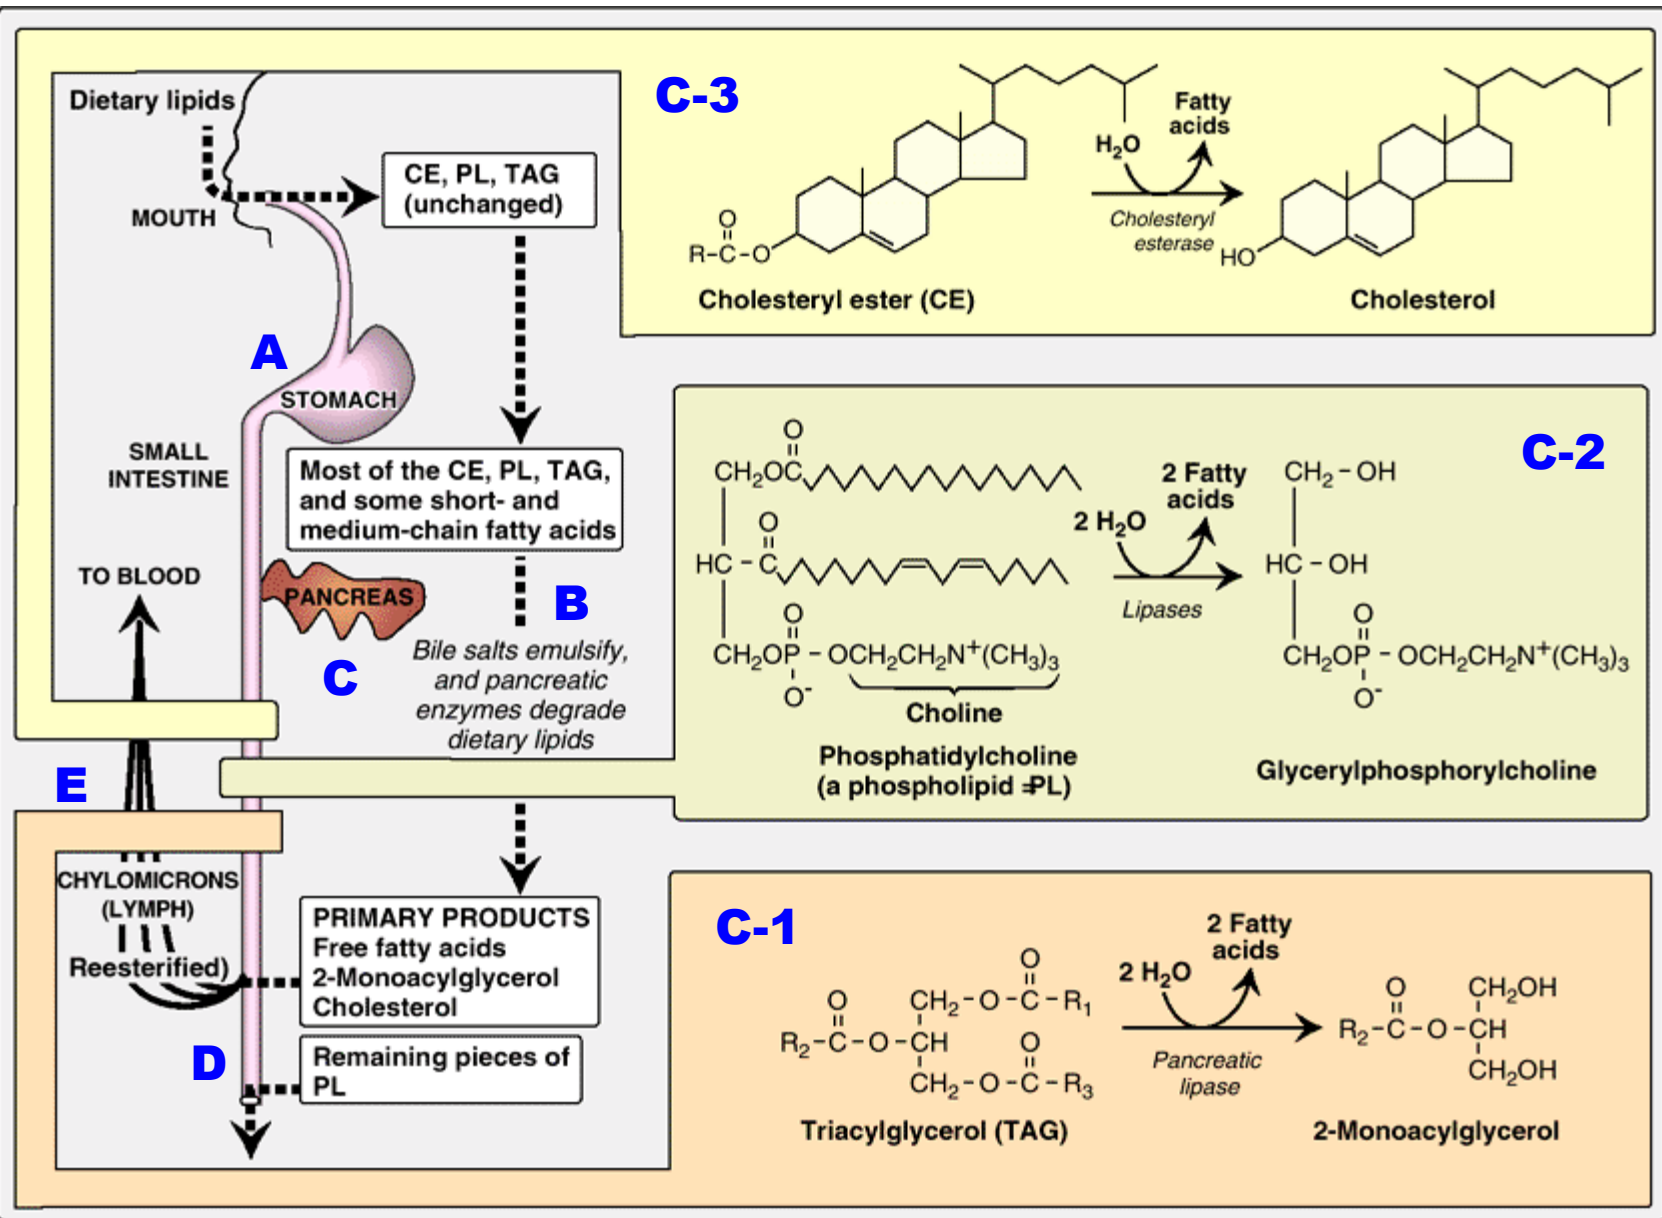 Dietary lipids
MOUTH
CE, PL, TAG
(unchanged)
A
STOMACH
SMALL
INTESTINE
Most of the CE, PL, TAG,
and some short- and
medium-chain fatty acids
TO BLOOD
PANCREAS
B
C
Bile salts emulsify,
and pancreatic
enzymes degrade
dietary lipids
E
CHYLOMICRONS
(LYMPH)
Reesterified)
PRIMARY PRODUCTS
Free fatty acids
2-Monoacylglycerol
Cholesterol
D
Remaining pieces of
PL
C-3
R-C-O
O
H₂O
Fatty
acids
Cholesteryl
esterase
HO
Cholesteryl ester (CE)
Cholesterol
C-2
O
CH₂OC
O
HC - C
O
CH₂OP - OCH₂CH₂N⁺(CH₃)₃
O⁻
Choline
Phosphatidylcholine
(a phospholipid =PL)
2 H₂O
2 Fatty
acids
Lipases
CH₂ - OH
HC - OH
O
CH₂OP - OCH₂CH₂N⁺(CH₃)₃
O⁻
Glycerylphosphorylcholine
C-1
O
CH₂-O-C-R₁
O
R₂-C-O-CH
O
CH₂-O-C-R₃
Triacylglycerol (TAG)
2 H₂O
2 Fatty
acids
Pancreatic
lipase
O
CH₂OH
R₂-C-O-CH
CH₂OH
2-Monoacylglycerol